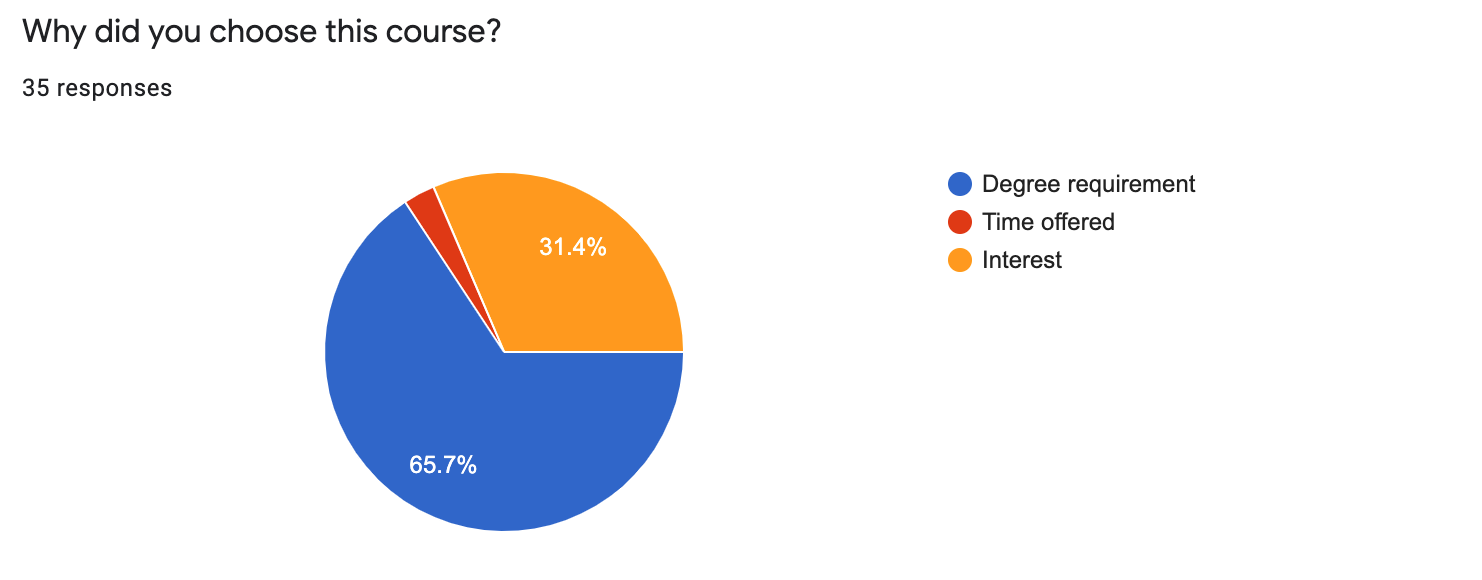 Why did you choose this course?
35 responses
31.4%
65.7%
Degree requirement
Time offered
Interest